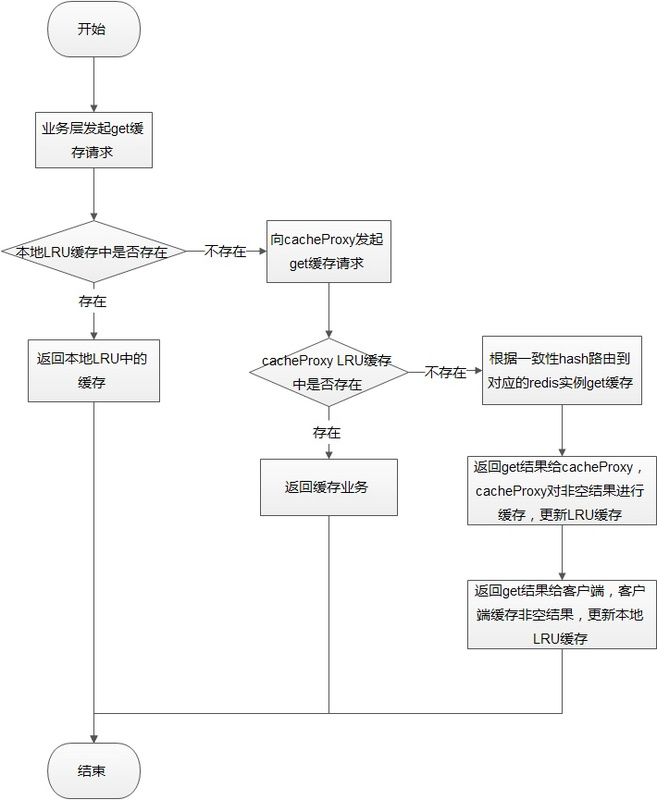 开始
业务层发起get缓
存请求
本地LRU缓存中是否存在
不存在
向cacheProxy发起
get缓存请求
存在
返回本地LRU中的
缓存
cacheProxy LRU缓存
中是否存在
不存在
根据一致性hash路由到
对应的redis实例get缓存
存在
返回缓存业务
返回get结果给cacheProxy，
cacheProxy对非空结果进行
缓存，更新LRU缓存
返回get结果给客户端，客户
端缓存非空结果，更新本地
LRU缓存
结束